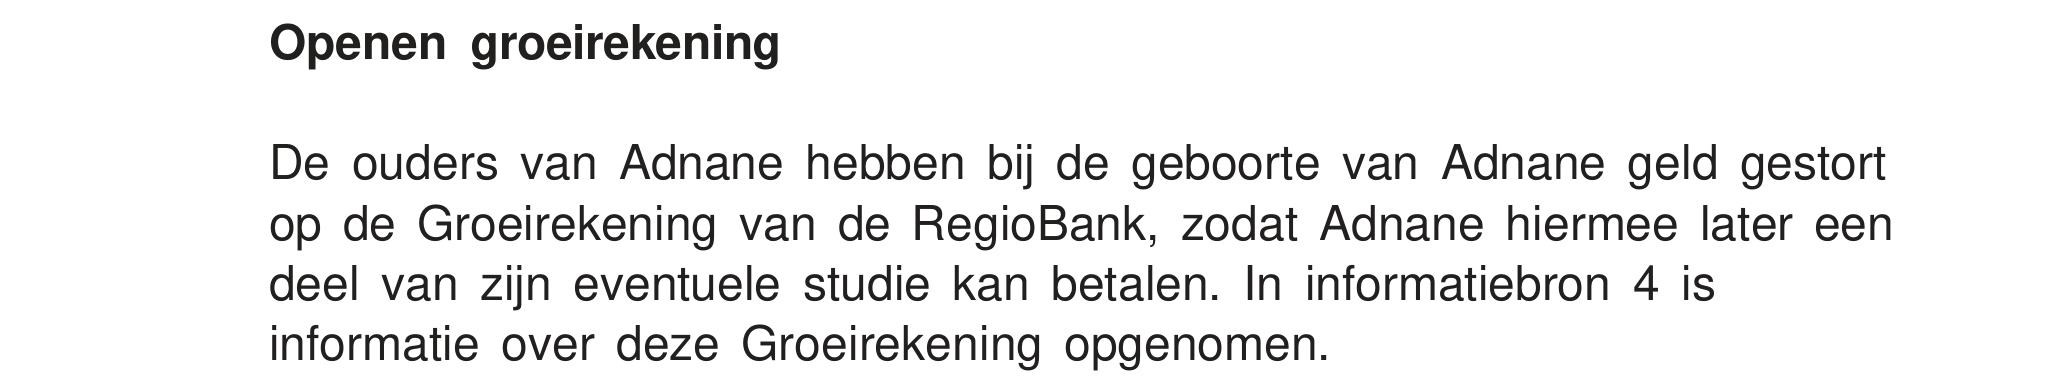 Openen groeirekening
De ouders van Adnane hebben bij de geboorte van Adnane geld gestort
op de Groeirekening van de RegioBank, zodat Adnane hiermee later een
deel van zijn eventuele studie kan betalen. In informatiebron 4 is
informatie over deze Groeirekening opgenomen.